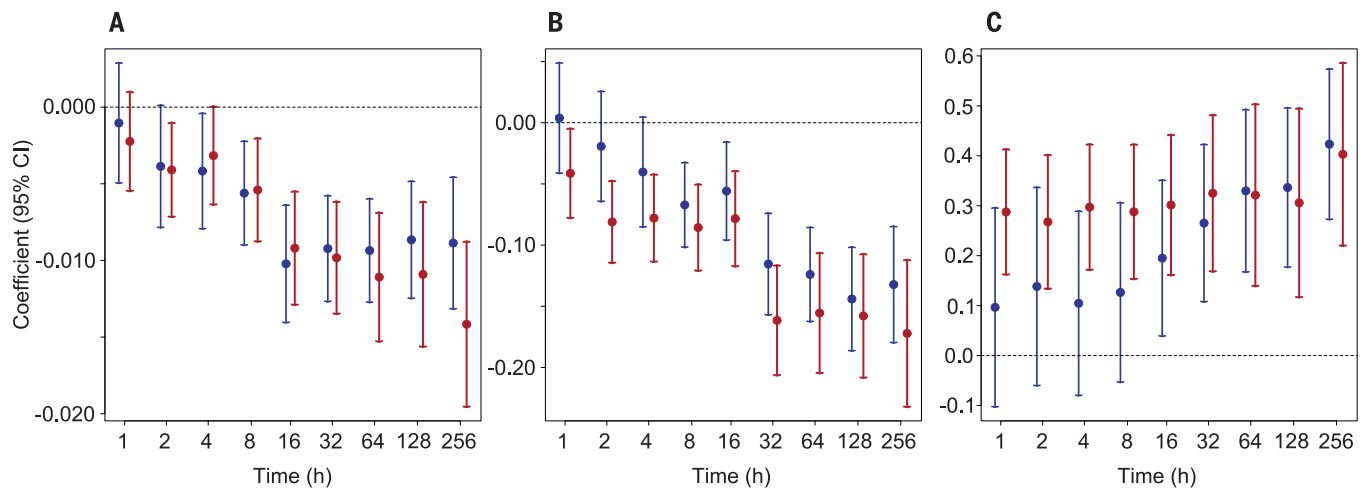 A
B
C
Coefficient (95% CI)
0.000
-0.010
-0.020
1 2 4 8 16 32 64 128 256
Time (h)
0.00
-0.10
-0.20
1 2 4 8 16 32 64 128 256
Time (h)
0.6
0.5
0.4
0.3
0.2
0.1
0.0
-0.1
1 2 4 8 16 32 64 128 256
Time (h)